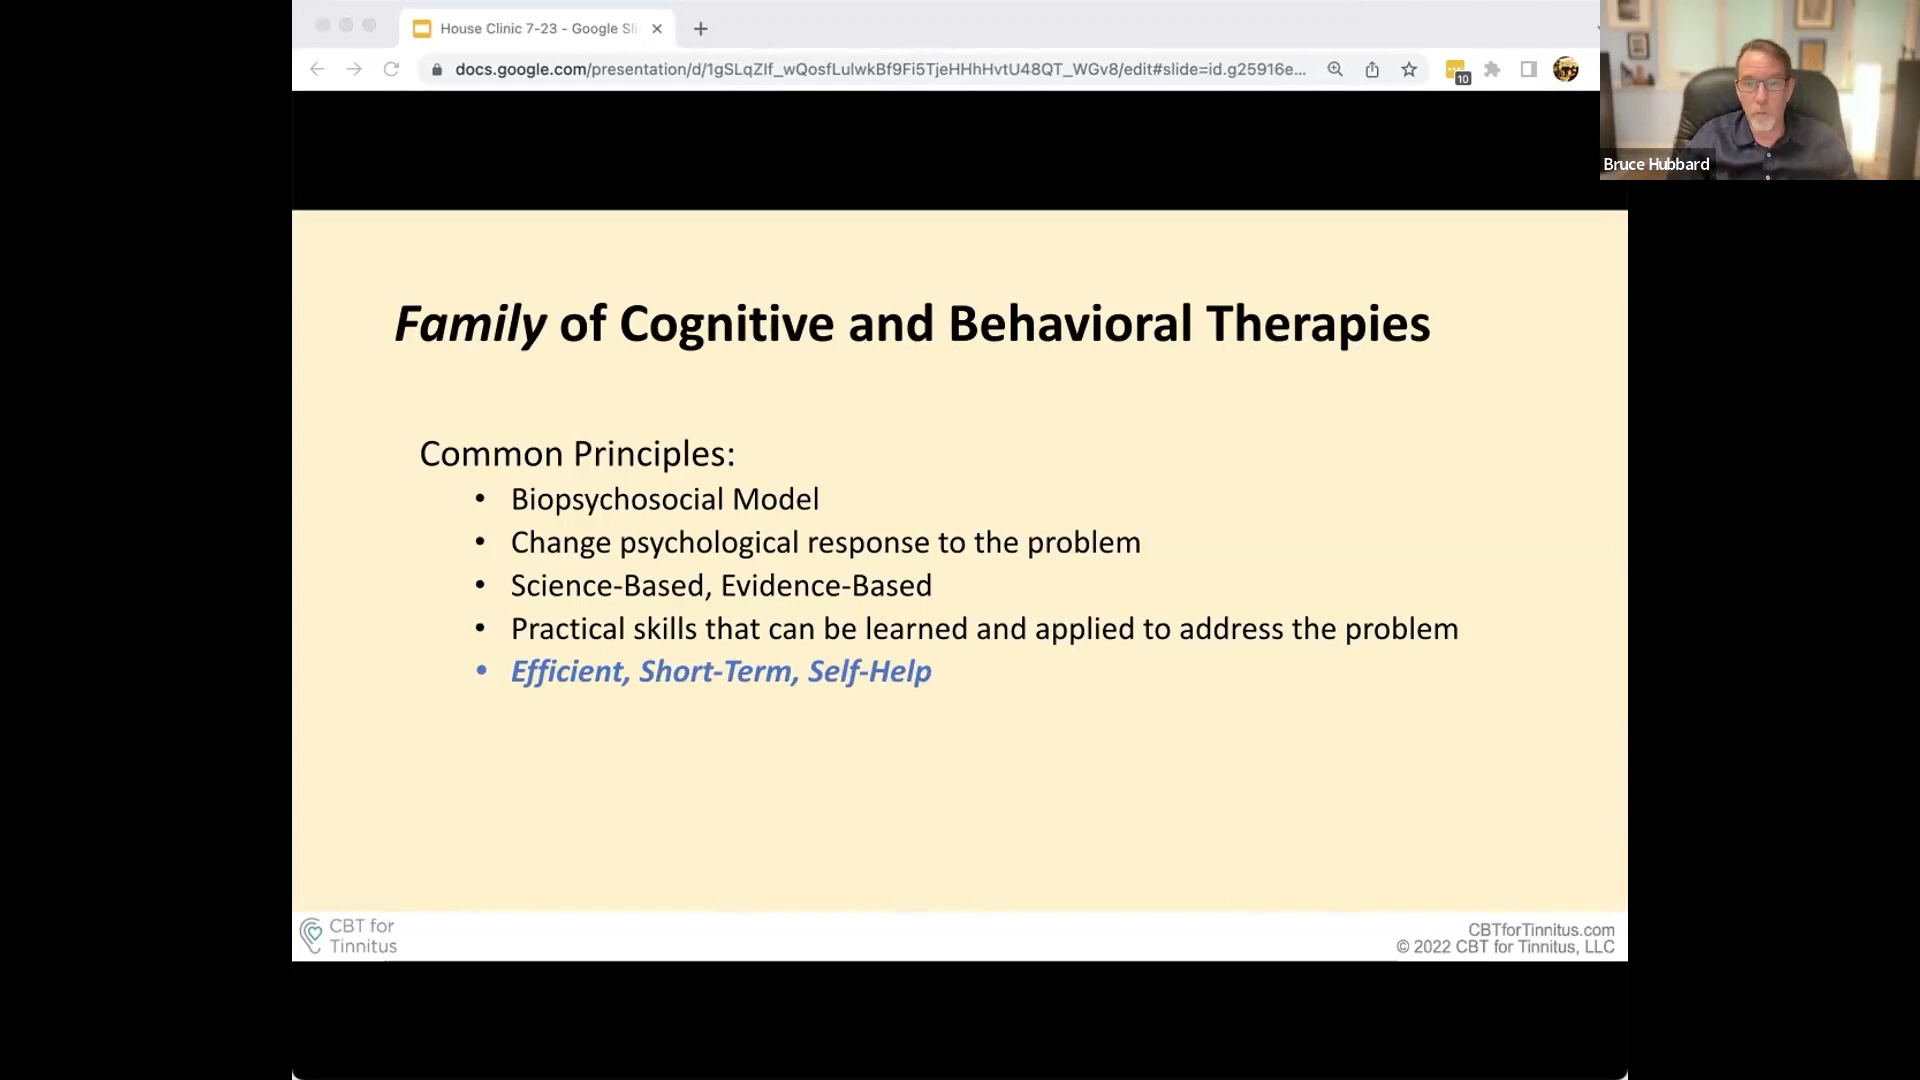 House Clinic 7-23 - Google Sli
docs.google.com/presentation/d/1gSLqZIf_wQosfLulwkBf9Fi5TjeHHhHvtU48QT_WGv8/edit#slide=id.g25916e...
10
Bruce Hubbard
Family of Cognitive and Behavioral Therapies
Common Principles:
• Biopsychosocial Model
• Change psychological response to the problem
• Science-Based, Evidence-Based
• Practical skills that can be learned and applied to address the problem
• Efficient, Short-Term, Self-Help
CBT for
Tinnitus
CBTforTinnitus.com
© 2022 CBT for Tinnitus, LLC